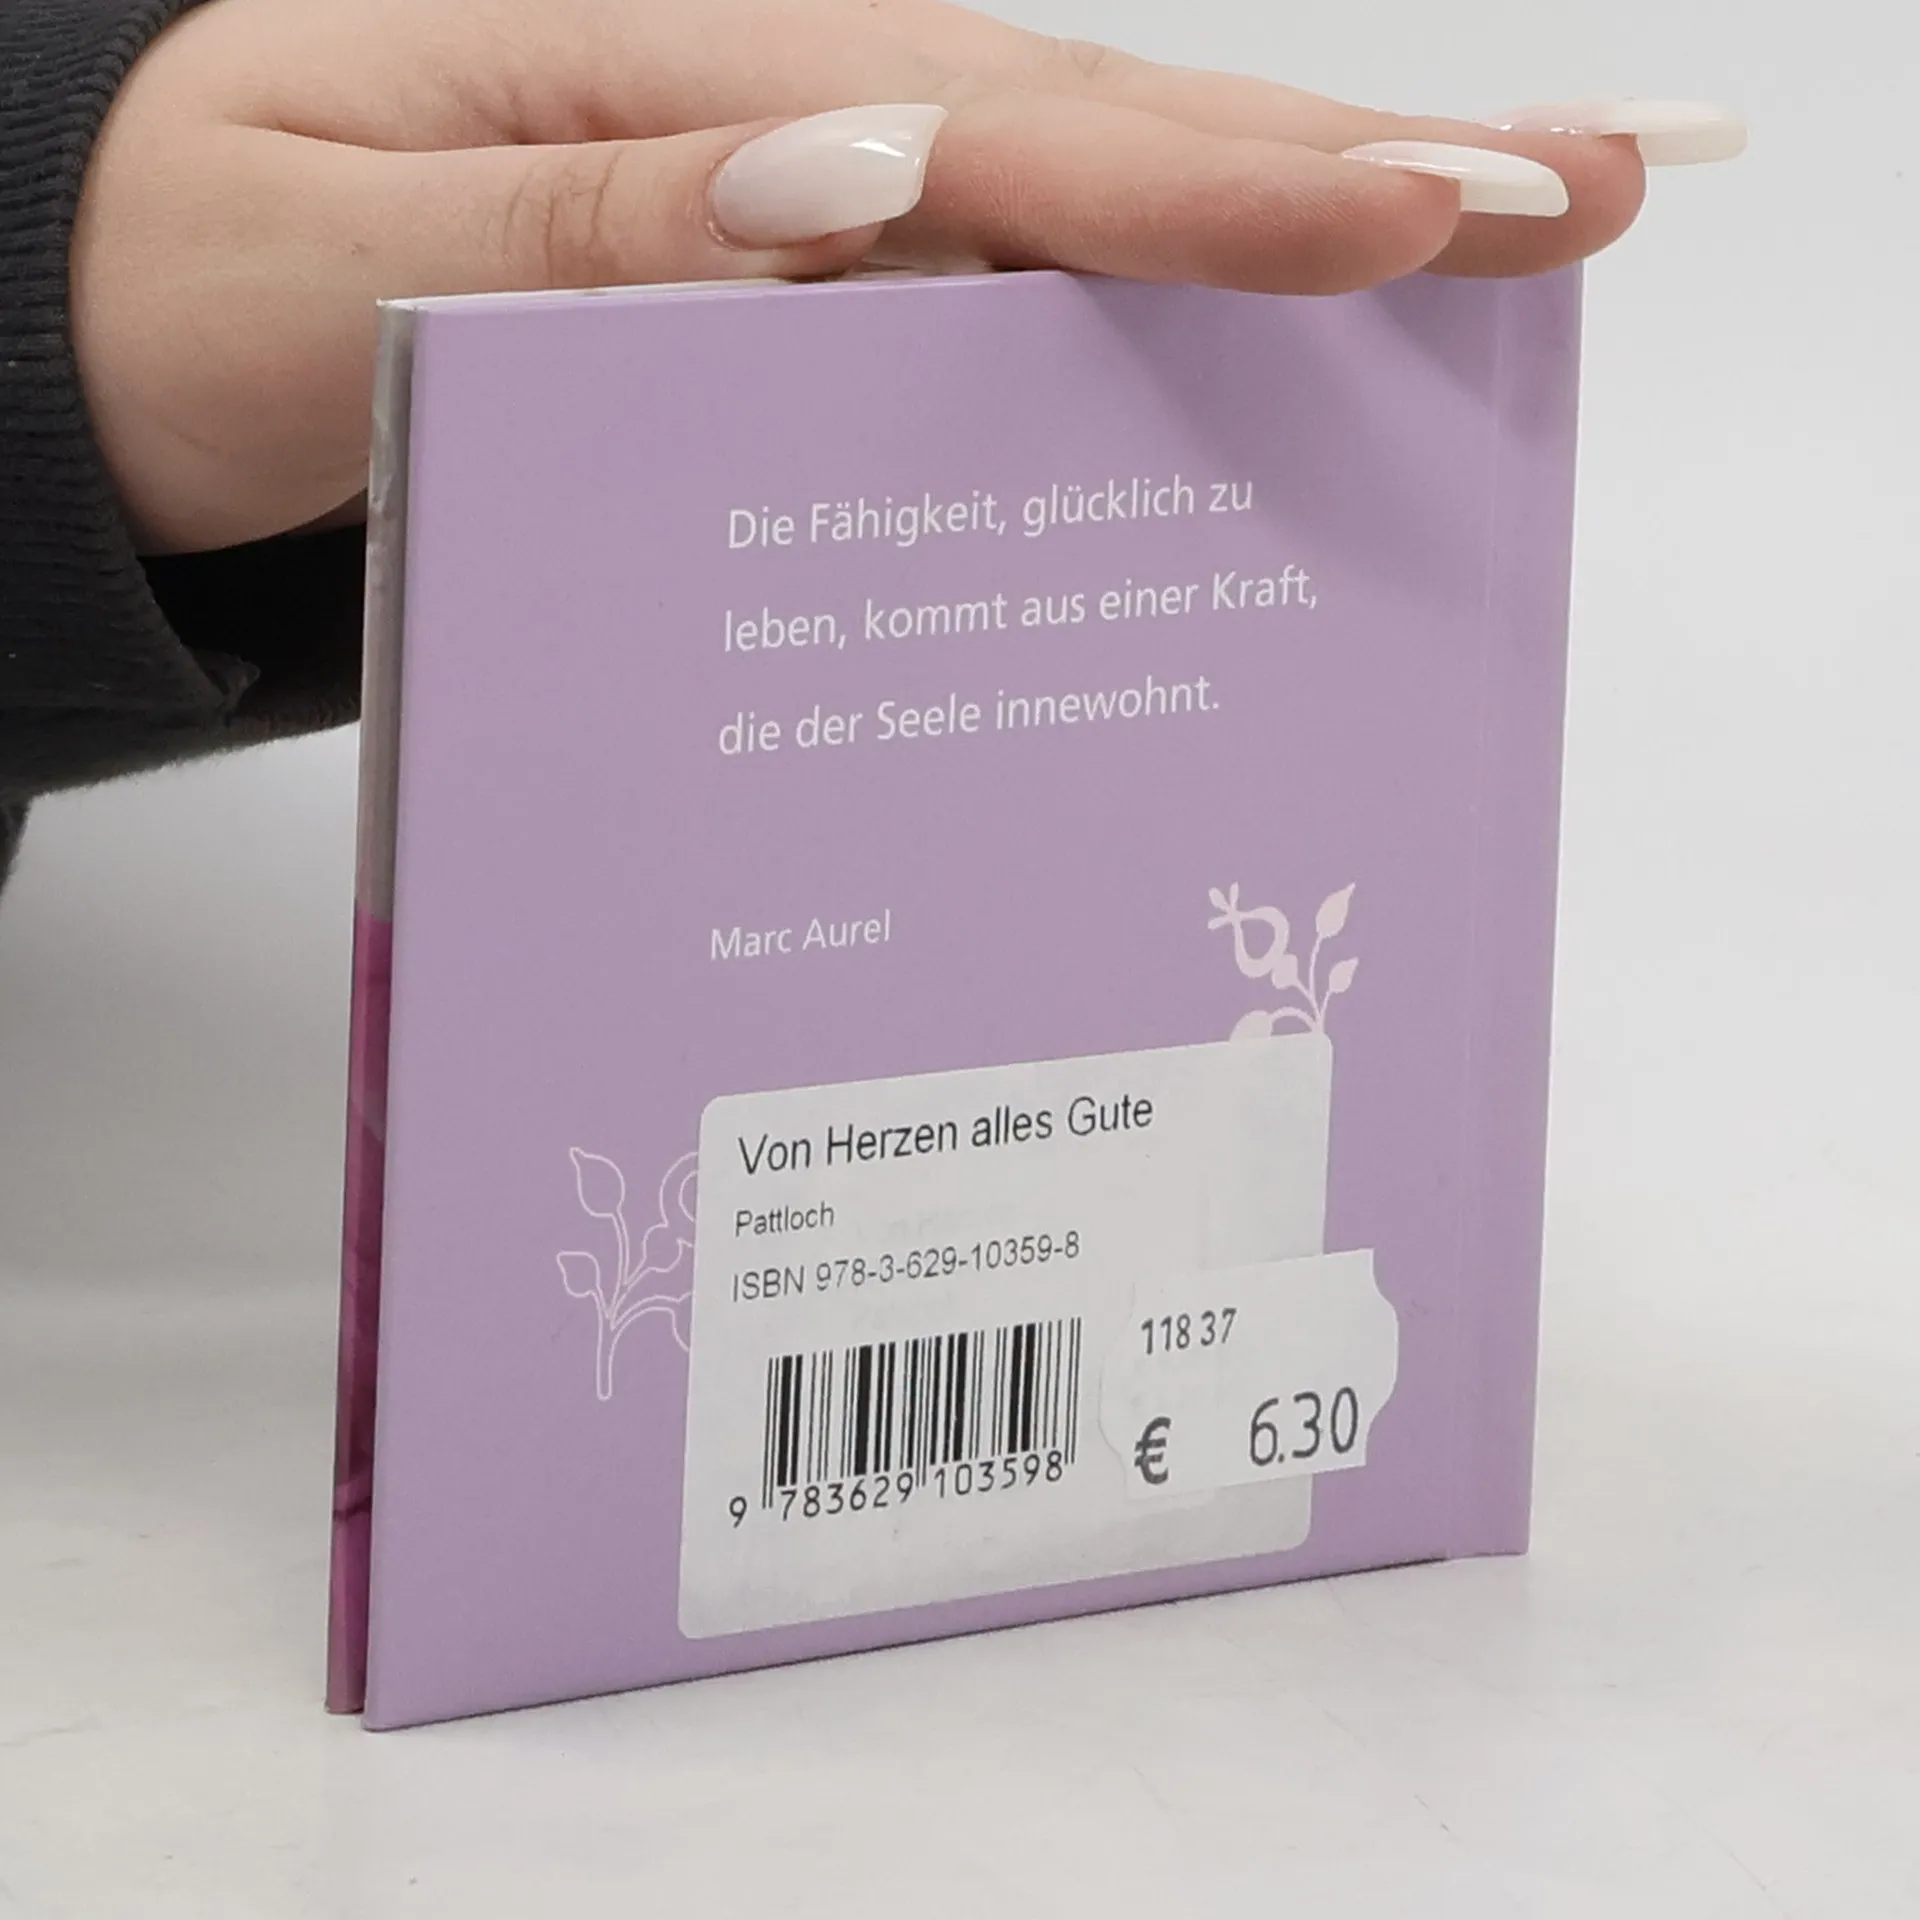 Die Fähigkeit, glücklich zu
leben, kommt aus einer Kraft,
die der Seele innewohnt.
Marc Aurel
Von Herzen alles Gute
Pattloch
ISBN 978-3-629-10359-8
118 37
€ 6.30
9 783629 103598